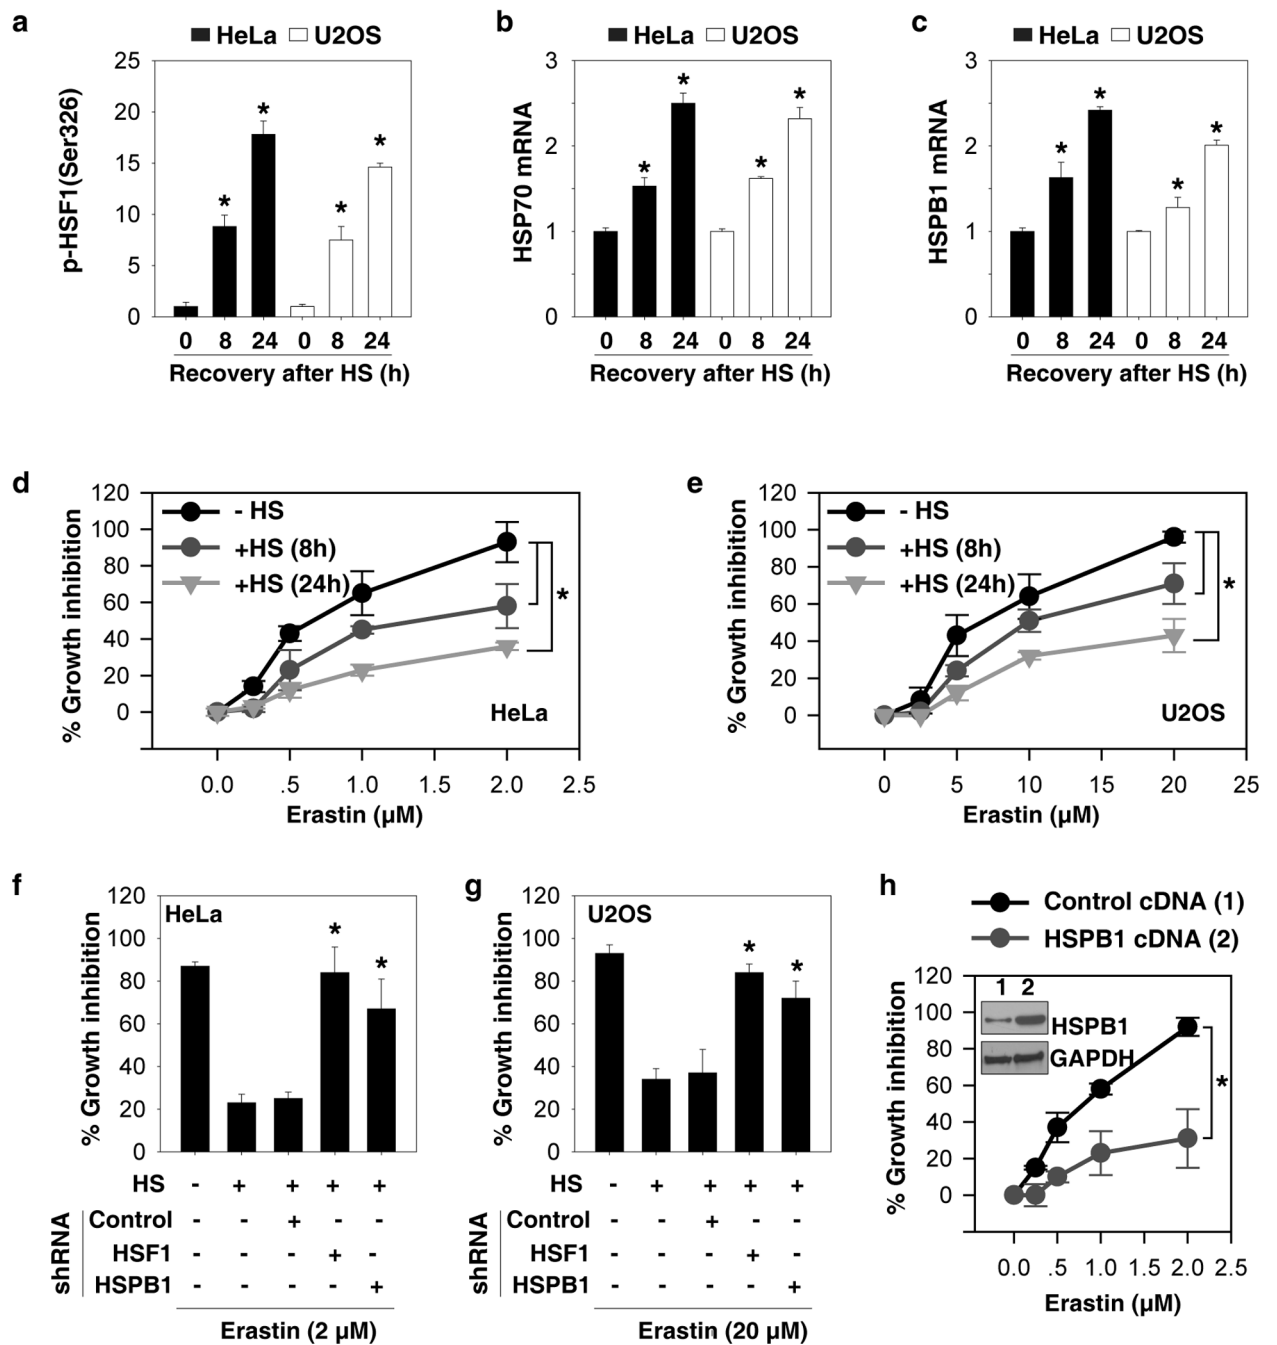 a
HeLa U2OS
p-HSF1(Ser326)
25
20
15
10
5
0
0 8 24 0 8 24
Recovery after HS (h)
b
HeLa U2OS
HSP70 mRNA
3
2
1
0
0 8 24 0 8 24
Recovery after HS (h)
c
HeLa U2OS
HSPB1 mRNA
3
2
1
0
0 8 24 0 8 24
Recovery after HS (h)
d
% Growth inhibition
120
100
80
60
40
20
0
- HS
+HS (8h)
+HS (24h)
*
HeLa
0.0 .5 1.0 1.5 2.0 2.5
Erastin (μM)
e
% Growth inhibition
120
100
80
60
40
20
0
- HS
+HS (8h)
+HS (24h)
*
U2OS
0 5 10 15 20 25
Erastin (μM)
f
% Growth inhibition
120
100
80
60
40
20
0
HeLa
* *
HS - + + + +
shRNA
Control - - + - -
HSF1 - - - + -
HSPB1 - - - - +
Erastin (2 μM)
g
% Growth inhibition
120
100
80
60
40
20
0
U2OS
* *
HS - + + + +
shRNA
Control - - + - -
HSF1 - - - + -
HSPB1 - - - - +
Erastin (20 μM)
h
Control cDNA (1)
HSPB1 cDNA (2)
% Growth inhibition
120
100
80
60
40
20
0
1 2
HSPB1
GAPDH
*
0.0 .5 1.0 1.5 2.0 2.5
Erastin (μM)